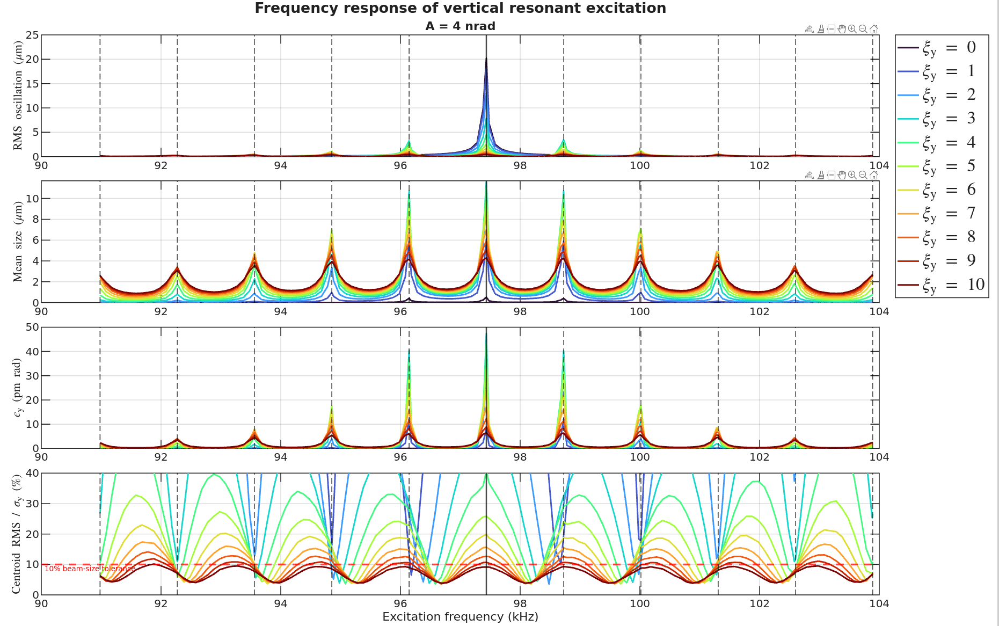 Frequency response of vertical resonant excitation
A = 4 nrad
RMS oscillation (μm)
25
20
15
10
5
0
90 92 94 96 98 100 102 104
Mean size (μm)
10
8
6
4
2
0
90 92 94 96 98 100 102 104
ϵy (pm rad)
50
40
30
20
10
0
90 92 94 96 98 100 102 104
Centroid RMS / σy (%)
40
30
20
10
0
10% beam-size tolerance
90 92 94 96 98 100 102 104
Excitation frequency (kHz)
ξy = 0
ξy = 1
ξy = 2
ξy = 3
ξy = 4
ξy = 5
ξy = 6
ξy = 7
ξy = 8
ξy = 9
ξy = 10